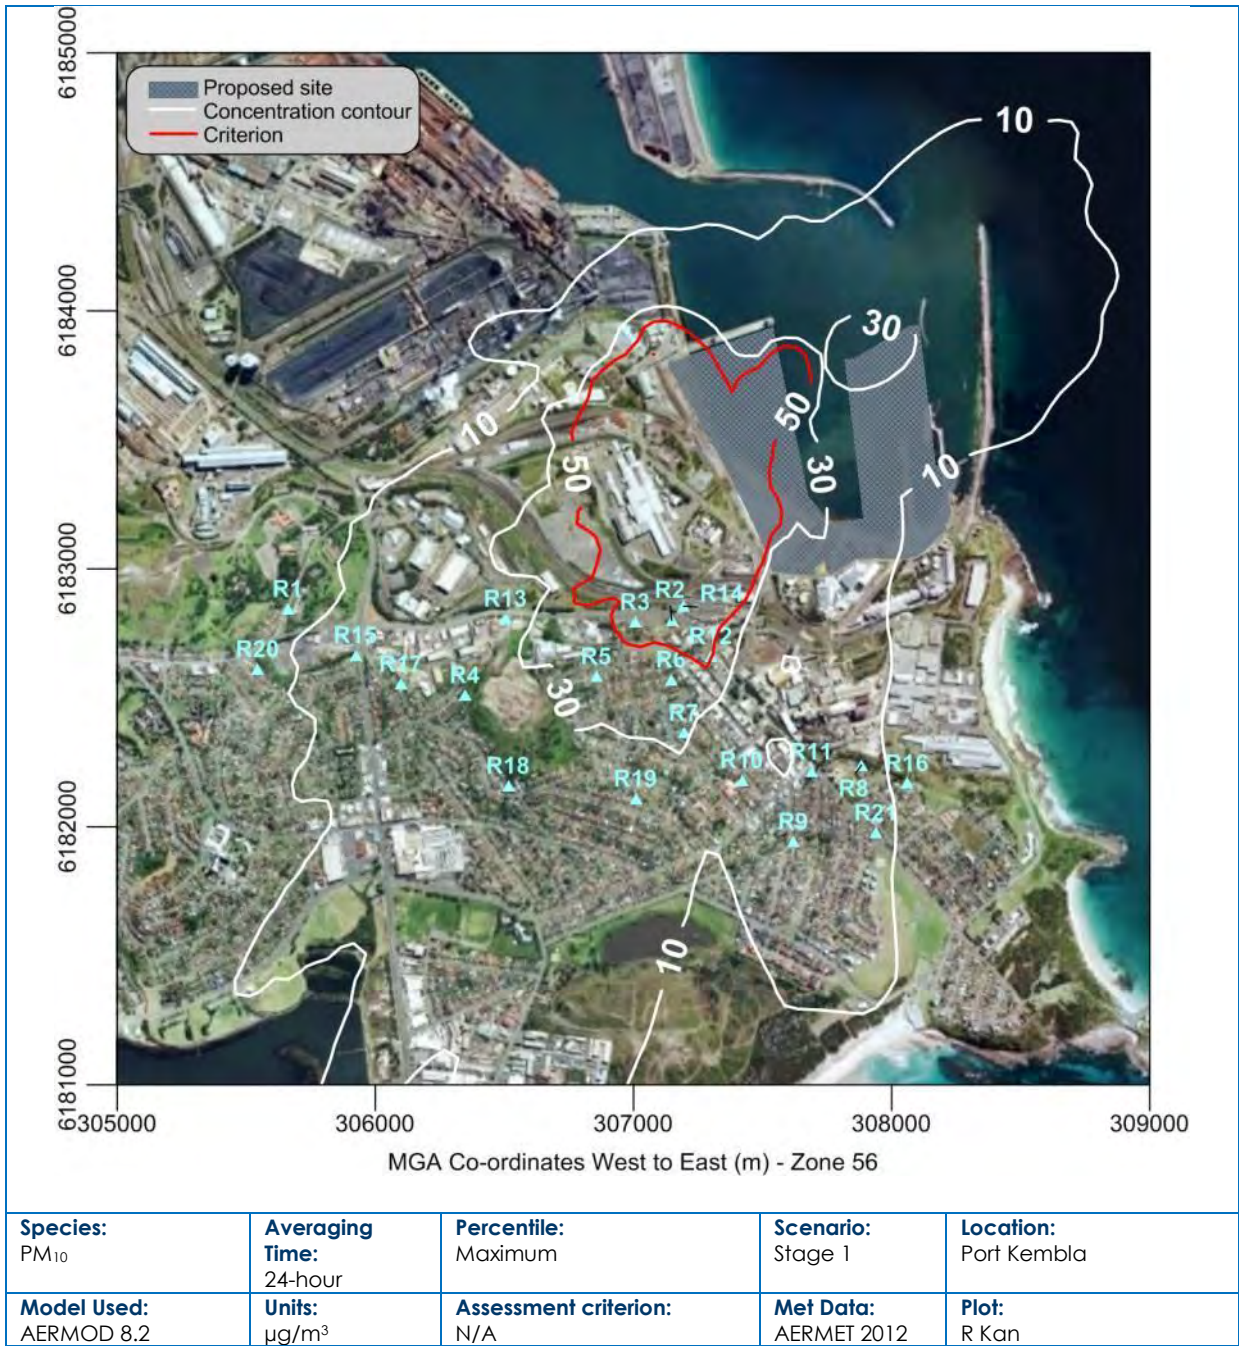 6185000
6184000
6183000
6182000
6181000
Proposed site
Concentration contour
Criterion
10
30
10
50
10
50
30
R1
R2
R14
R13
R3
R12
R15
R20
R17
R4
R5
R6
30
R7
R18
R10
R11
R16
R19
R8
R21
R9
10
305000 306000 307000 308000 309000
MGA Co-ordinates West to East (m) - Zone 56
Species:
PM₁₀
Averaging
Time:
24-hour
Percentile:
Maximum
Scenario:
Stage 1
Location:
Port Kembla
Model Used:
AERMOD 8.2
Units:
µg/m³
Assessment criterion:
N/A
Met Data:
AERMET 2012
Plot:
R Kan